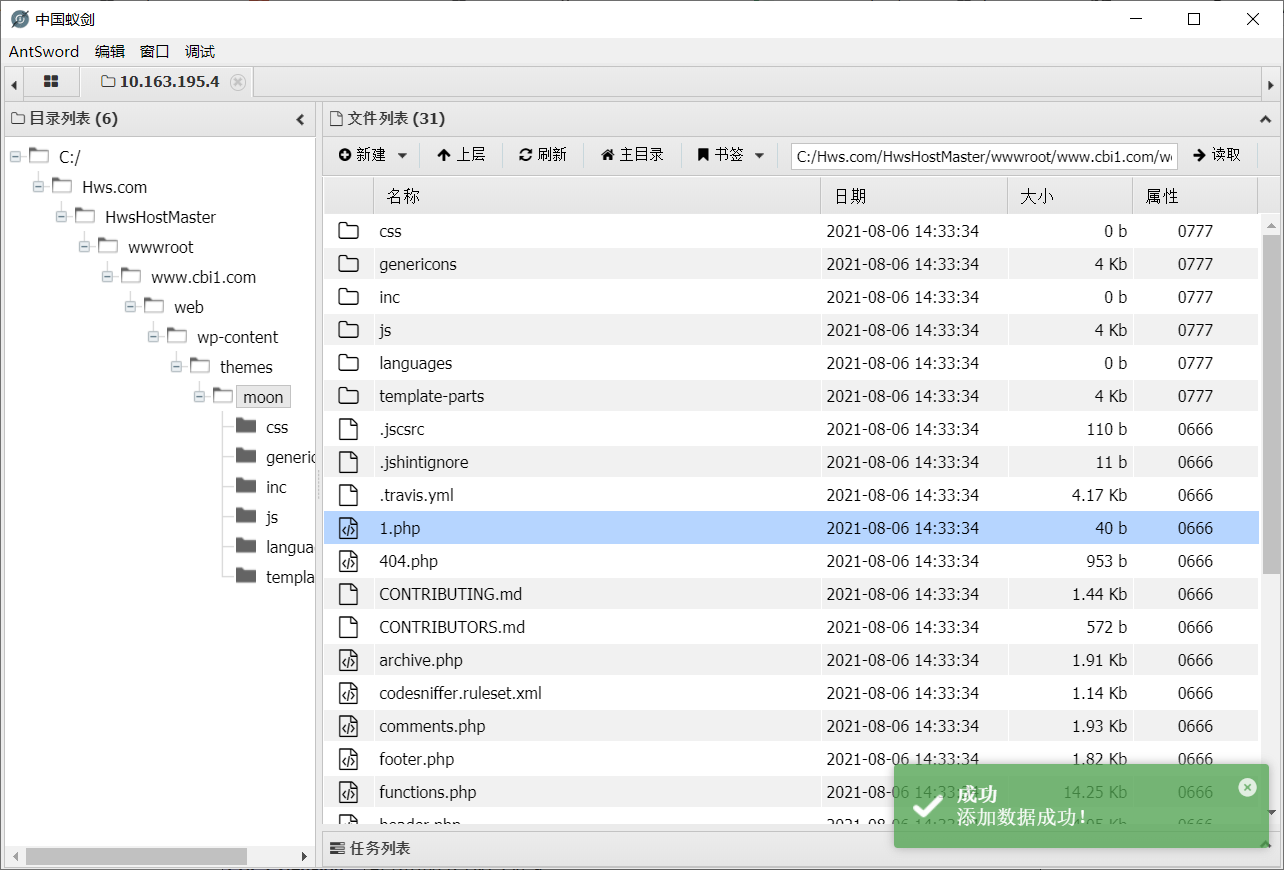 中国蚁剑
AntSword 编辑 窗口 调试
10.163.195.4
目录列表 (6)
C:/
Hws.com
HwsHostMaster
wwwroot
www.cbi1.com
web
wp-content
themes
moon
css
generic
inc
js
langua
templa
文件列表 (31)
新建 上层 刷新 主目录 书签 C:/Hws.com/HwsHostMaster/wwwroot/www.cbi1.com/w 读取
名称 日期 大小 属性
css 2021-08-06 14:33:34 0 b 0777
genericons 2021-08-06 14:33:34 4 Kb 0777
inc 2021-08-06 14:33:34 0 b 0777
js 2021-08-06 14:33:34 4 Kb 0777
languages 2021-08-06 14:33:34 0 b 0777
template-parts 2021-08-06 14:33:34 4 Kb 0777
.jscsrc 2021-08-06 14:33:34 110 b 0666
.jshintignore 2021-08-06 14:33:34 11 b 0666
.travis.yml 2021-08-06 14:33:34 4.17 Kb 0666
1.php 2021-08-06 14:33:34 40 b 0666
404.php 2021-08-06 14:33:34 953 b 0666
CONTRIBUTING.md 2021-08-06 14:33:34 1.44 Kb 0666
CONTRIBUTORS.md 2021-08-06 14:33:34 572 b 0666
archive.php 2021-08-06 14:33:34 1.91 Kb 0666
codesniffer.ruleset.xml 2021-08-06 14:33:34 1.14 Kb 0666
comments.php 2021-08-06 14:33:34 1.93 Kb 0666
footer.php 2021-08-06 14:33:34 1.82 Kb 0666
functions.php 2021-08-06 14:33:34 14.25 Kb 0666
header.php
成功
添加数据成功！
任务列表